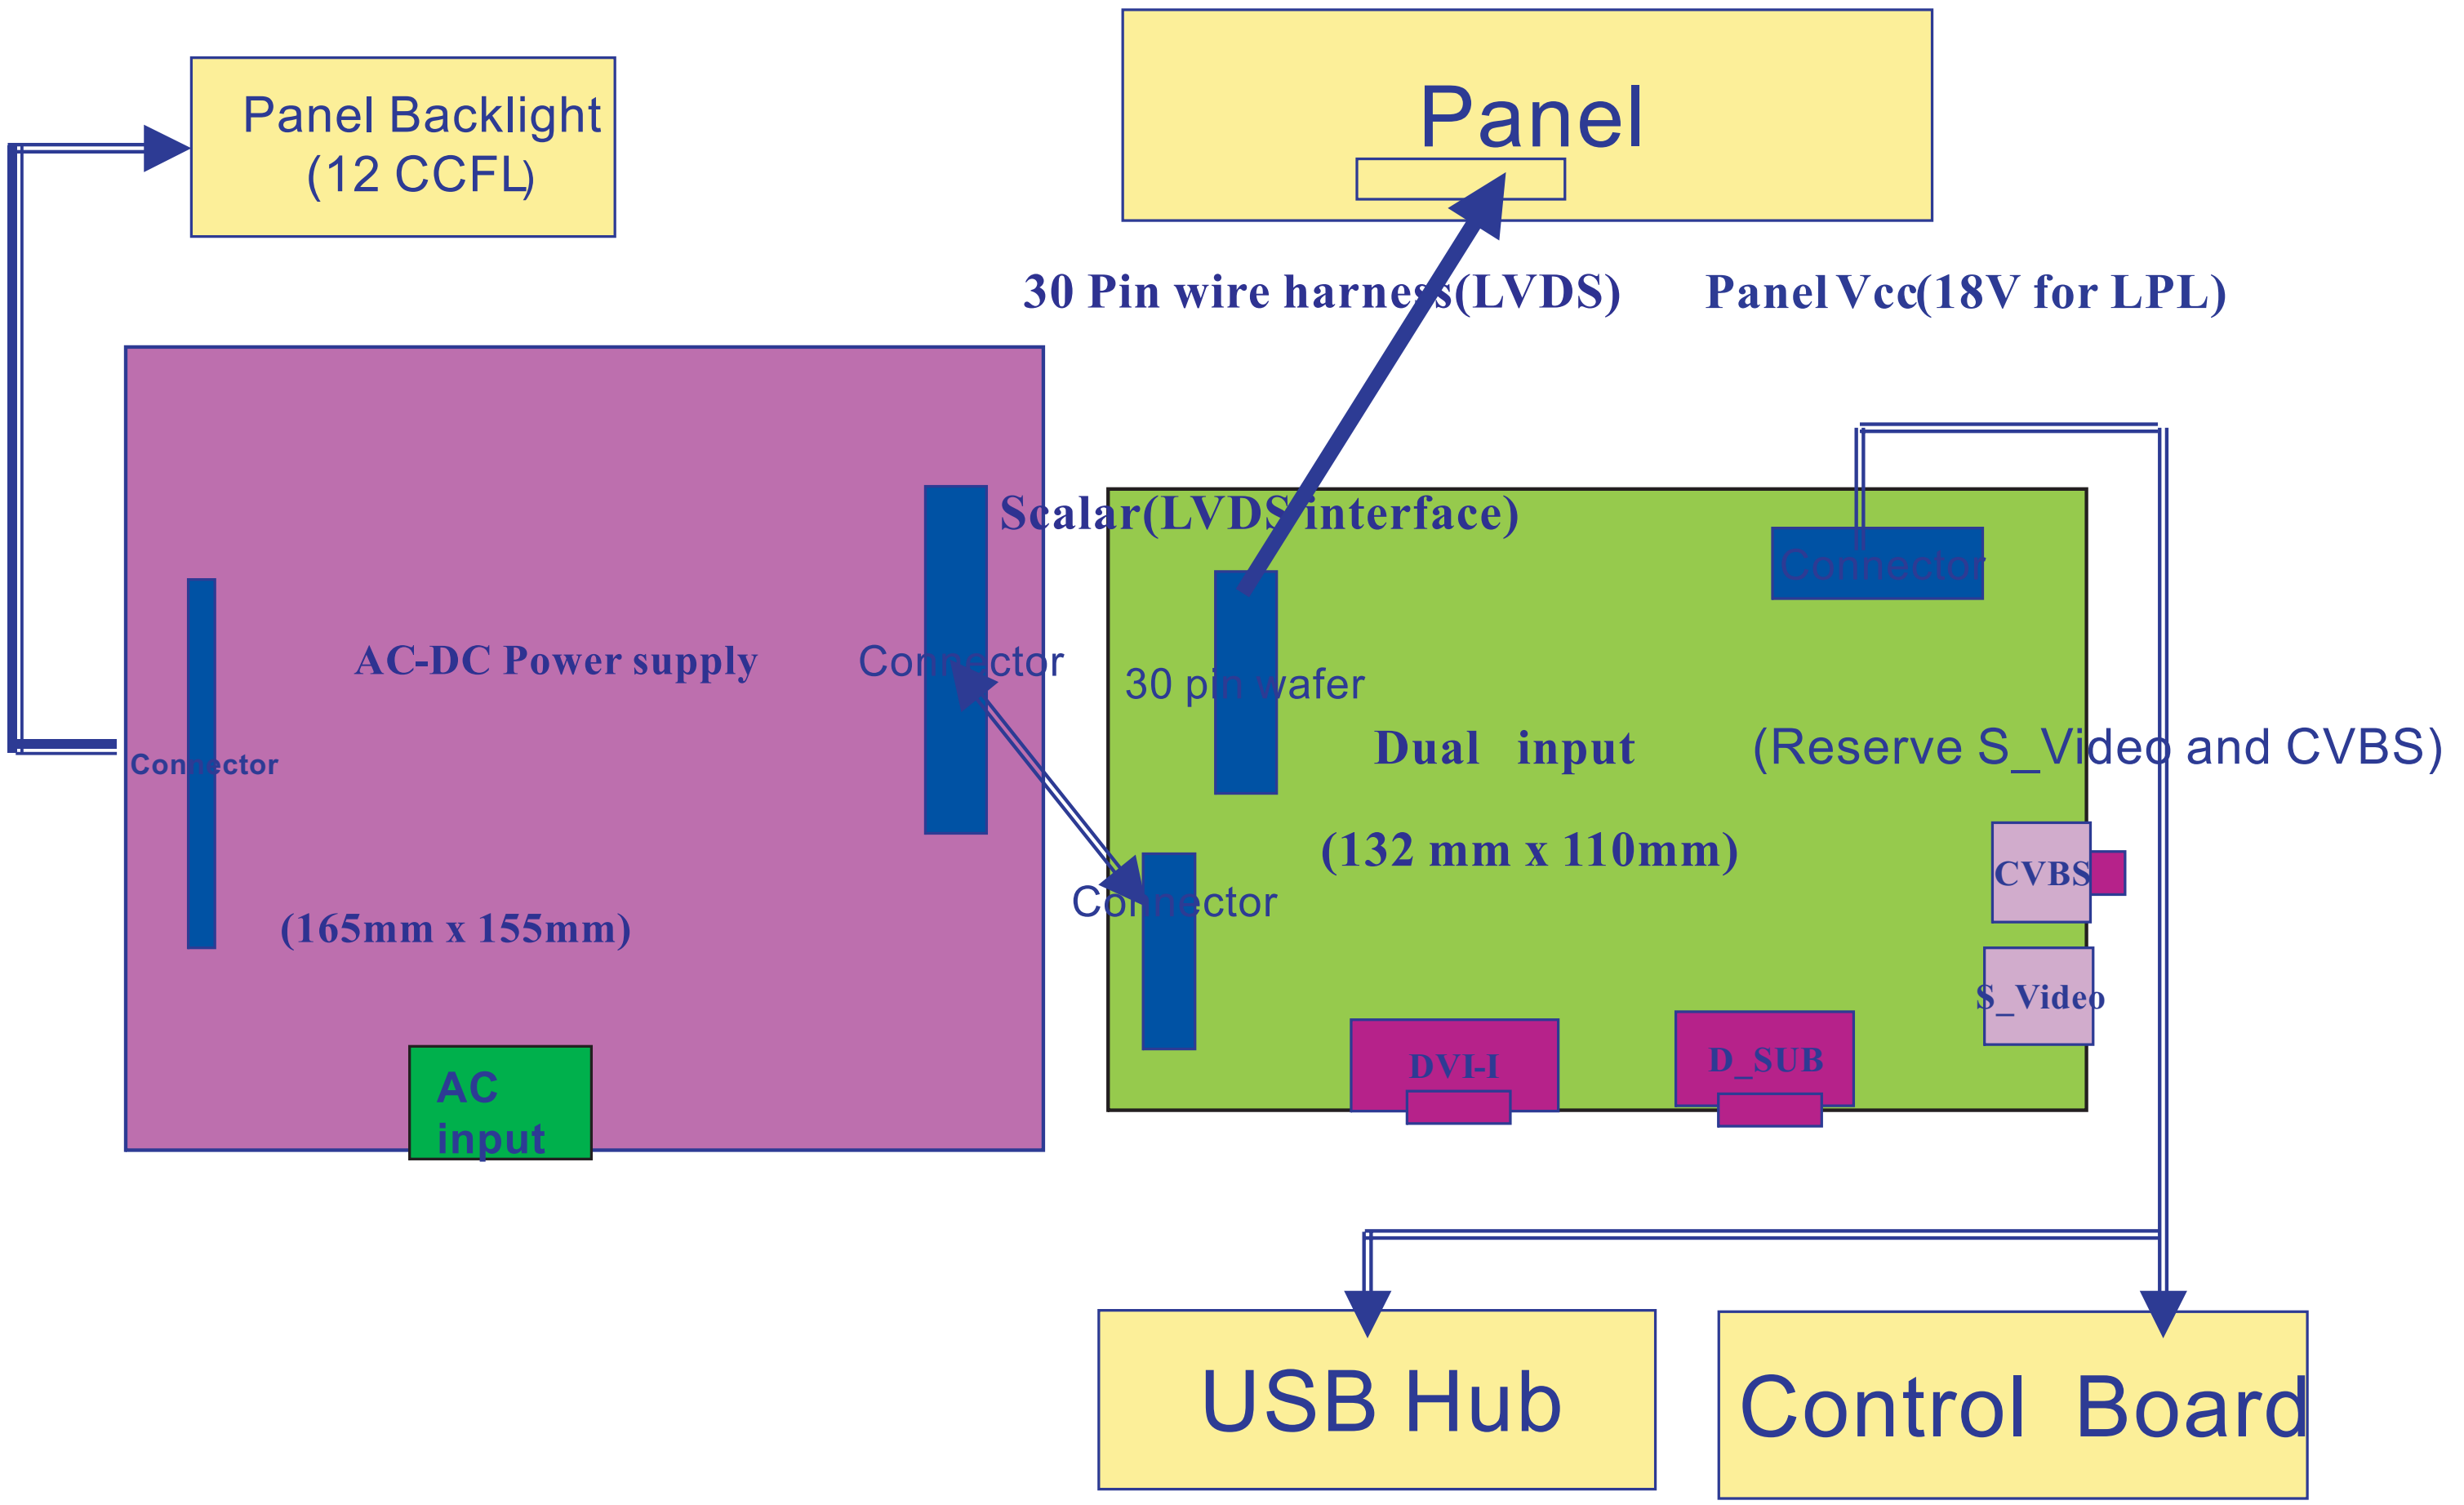 Panel Backlight
(12 CCFL)
Panel
30 Pin wire harness(LVDS)
Panel Vcc(18V for LPL)
Scalar(LVDS interface)
Connector
AC-DC Power supply
Connector
30 pin wafer
Connector
Dual input
(Reserve S_Video and CVBS)
(132 mm x 110mm)
CVBS
Connector
(165mm x 155mm)
S_Video
DVI-I
D_SUB
AC
input
USB Hub
Control Board